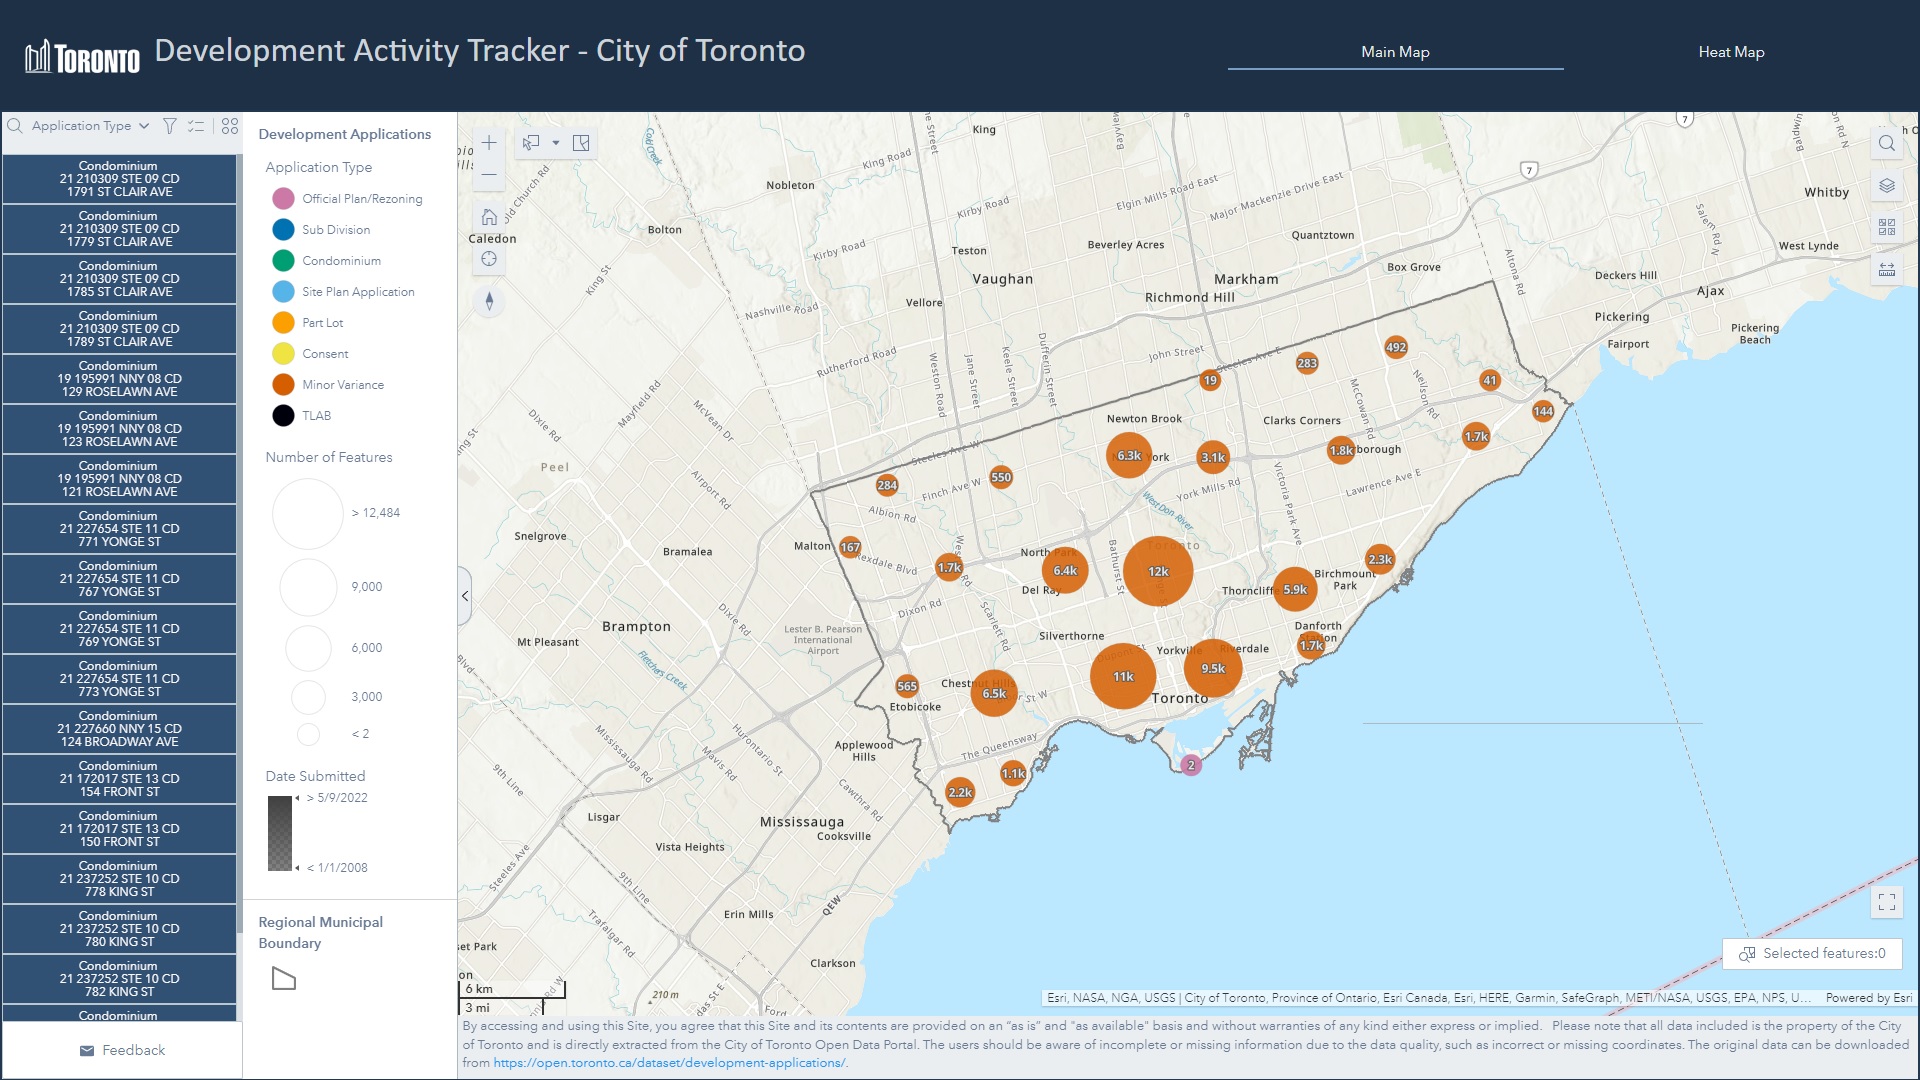 TORONTO
Development Activity Tracker - City of Toronto
Main Map
Heat Map
Application Type
Condominium
21 210309 STE 09 CD
1791 ST CLAIR AVE
Condominium
21 210309 STE 09 CD
1779 ST CLAIR AVE
Condominium
21 210309 STE 09 CD
1785 ST CLAIR AVE
Condominium
21 210309 STE 09 CD
1789 ST CLAIR AVE
Condominium
19 195991 NNY 08 CD
129 ROSELAWN AVE
Condominium
19 195991 NNY 08 CD
123 ROSELAWN AVE
Condominium
19 195991 NNY 08 CD
121 ROSELAWN AVE
Condominium
21 227654 STE 11 CD
771 YONGE ST
Condominium
21 227654 STE 11 CD
767 YONGE ST
Condominium
21 227654 STE 11 CD
769 YONGE ST
Condominium
21 227654 STE 11 CD
773 YONGE ST
Condominium
21 227660 NNY 15 CD
124 BROADWAY AVE
Condominium
21 172017 STE 13 CD
154 FRONT ST
Condominium
21 172017 STE 13 CD
150 FRONT ST
Condominium
21 237252 STE 10 CD
778 KING ST
Condominium
21 237252 STE 10 CD
780 KING ST
Condominium
21 237252 STE 10 CD
782 KING ST
Condominium
Feedback
Development Applications
Application Type
Official Plan/Rezoning
Sub Division
Condominium
Site Plan Application
Part Lot
Consent
Minor Variance
TLAB
Number of Features
> 12,484
9,000
6,000
3,000
< 2
Date Submitted
> 5/9/2022
< 1/1/2008
Regional Municipal
Boundary
King
King Road
Cold Creek
Old Church Rd
Nobleton
Elgin Mills Road East
Major Mackenzie Drive East
7
7
Whitby
Salem Rd N
King Road
Bolton
Caledon
Kirby Road
Kirby Road
Teston
Beverley Acres
Quantztown
West Lynde
Altona Rd
Box Grove
Deckers Hill
King St
Vaughan
Markham
Richmond Hill
Ajax
Vellore
Nashville Road
Pickering
Pickering
Beach
Fairport
Rutherford Road
Weston Road
Jane Street
Keele Street
Dufferin Street
John Street
Steeles Ave E
19
283
492
41
144
McCowan Rd
Neilson Rd
Mayfield Rd
McVean Dr
Dixie Rd
Newton Brook
Clarks Corners
6.3k
3.1k
1.8k
1.7k
Peel
Steeles Ave W
Airport Rd
284
550
Finch Ave W
Albion Rd
West Don River
York Mills Rd
Victoria Park Ave
Lawrence Ave E
Snelgrove
Bramalea
Malton
167
Rexdale Blvd
1.7k
North Park
6.4k
Del Ray
Bathurst St
Toronto
12k
Thorncliffe
5.9k
2.3k
Birchmount
Park
Dixon Rd
Scarlett Rd
Dixie Rd
Brampton
Mt Pleasant
Fletchers Creek
Lester B. Pearson
International
Airport
Silverthorne
Danforth
Station
1.7k
Dupont St
Yorkville
Riverdale
11k
9.5k
Toronto
565
Chestnut Hills
6.5k
Etobicoke
Applewood
Hills
The Queensway
2
1.1k
2.2k
Mississauga Rd
Hurontario St
Mavis Rd
Cawthra Rd
9th Line
Lisgar
Mississauga
Cooksville
Vista Heights
Steeles Ave
9th Line
Trafalgar Rd
Erin Mills
QEW
Clarkson
210 m
6 km
3 mi
Selected features:0
Esri, NASA, NGA, USGS | City of Toronto, Province of Ontario, Esri Canada, Esri, HERE, Garmin, SafeGraph, METI/NASA, USGS, EPA, NPS, U...
Powered by Esri
By accessing and using this Site, you agree that this Site and its contents are provided on an “as is” and "as available" basis and without warranties of any kind either express or implied. Please note that all data included is the property of the City
of Toronto and is directly extracted from the City of Toronto Open Data Portal. The users should be aware of incomplete or missing information due to the data quality, such as incorrect or missing coordinates. The original data can be downloaded
from https://open.toronto.ca/dataset/development-applications/.